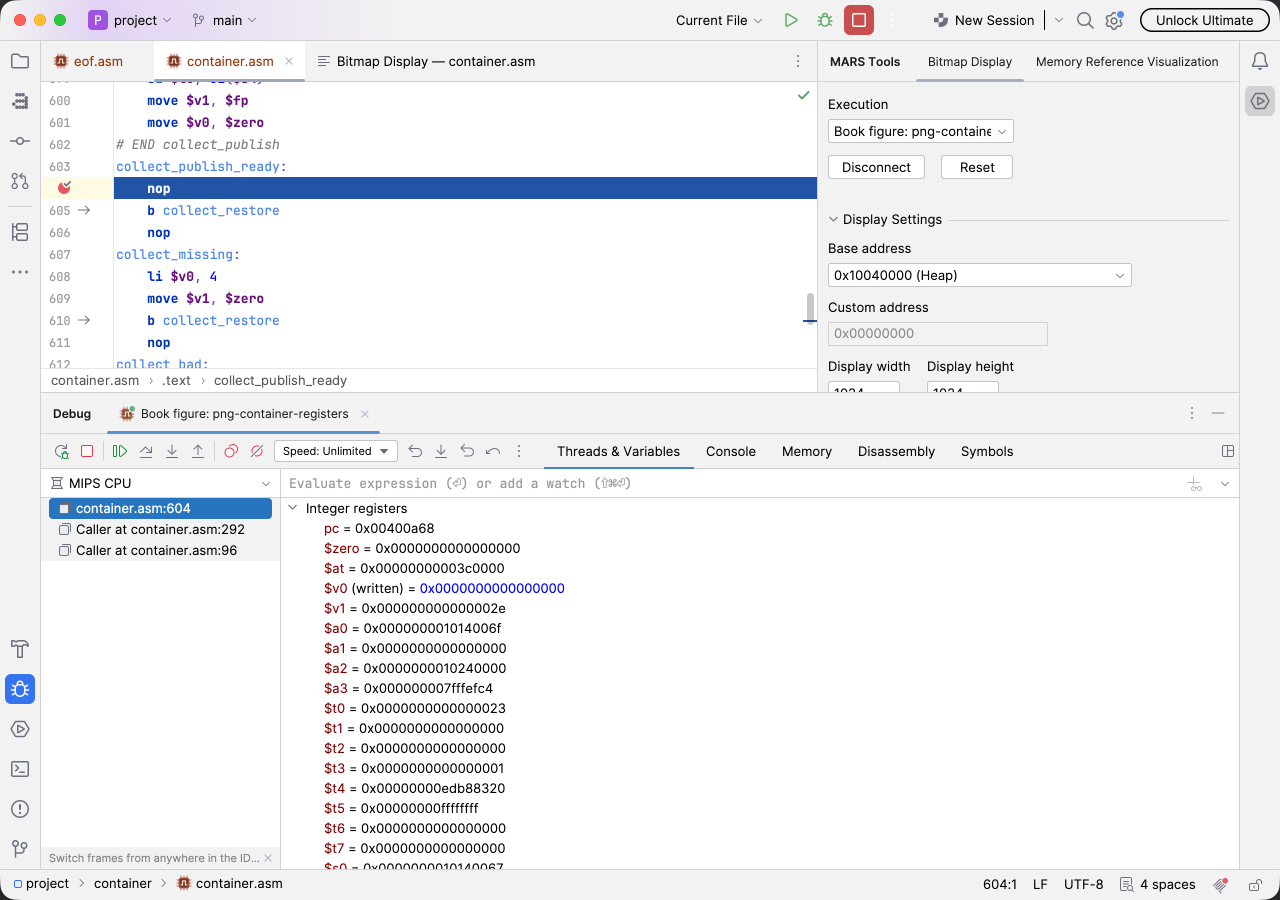 P project main Current File New Session Unlock Ultimate
eof.asm container.asm Bitmap Display — container.asm
600 move $v1, $fp
601 move $v0, $zero
602 # END collect_publish
603 collect_publish_ready:
nop
605 b collect_restore
606 nop
607 collect_missing:
608 li $v0, 4
609 move $v1, $zero
610 b collect_restore
611 nop
612 collect_bad:
container.asm › .text › collect_publish_ready
MARS Tools Bitmap Display Memory Reference Visualization
Execution
Book figure: png-containe
Disconnect Reset
Display Settings
Base address
0x10040000 (Heap)
Custom address
0x00000000
Display width Display height
1024 1024
Debug Book figure: png-container-registers
Speed: Unlimited Threads & Variables Console Memory Disassembly Symbols
MIPS CPU
container.asm:604
Caller at container.asm:292
Caller at container.asm:96
Switch frames from anywhere in the ID...
Evaluate expression (⏎) or add a watch (⇧⌘⏎)
Integer registers
pc = 0x00400a68
$zero = 0x0000000000000000
$at = 0x00000000003c0000
$v0 (written) = 0x0000000000000000
$v1 = 0x000000000000002e
$a0 = 0x000000001014006f
$a1 = 0x0000000000000000
$a2 = 0x0000000010240000
$a3 = 0x000000007fffefc4
$t0 = 0x0000000000000023
$t1 = 0x0000000000000000
$t2 = 0x0000000000000000
$t3 = 0x0000000000000001
$t4 = 0x00000000edb88320
$t5 = 0x00000000ffffffff
$t6 = 0x0000000000000000
$t7 = 0x0000000000000000
$s0 = 0x0000000010140067
project › container › container.asm 604:1 LF UTF-8 4 spaces